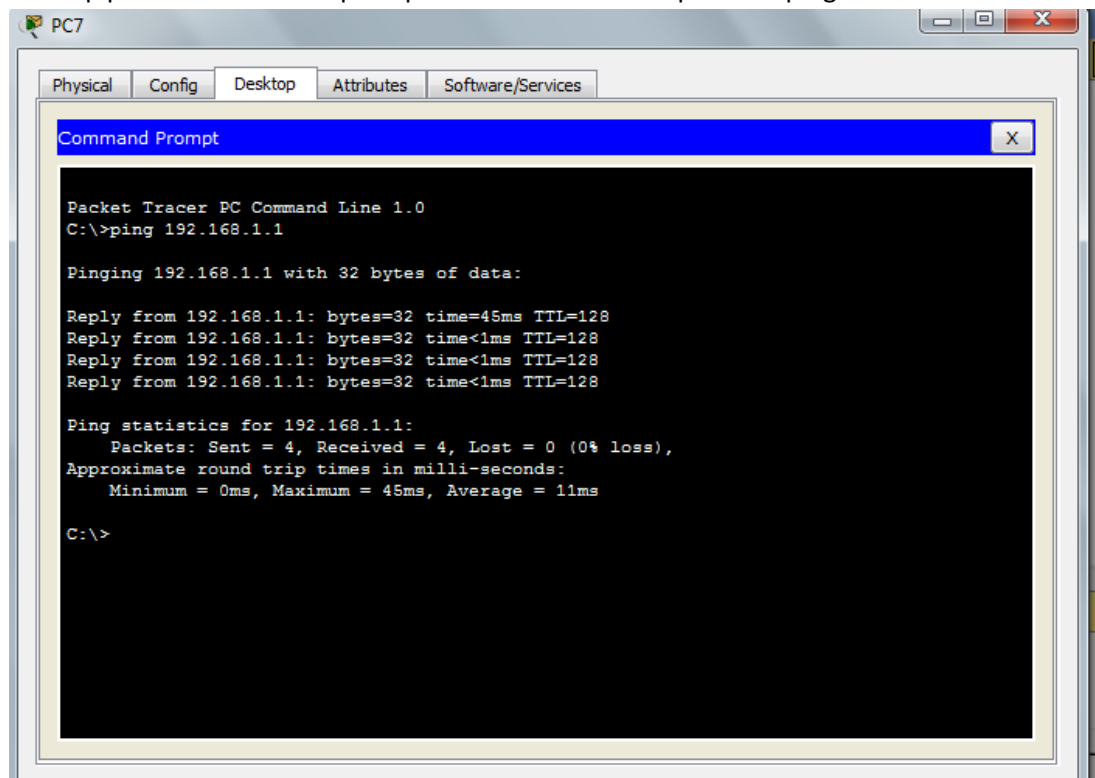 PC7
Physical Config Desktop Attributes Software/Services
Command Prompt X
Packet Tracer PC Command Line 1.0
C:\>ping 192.168.1.1
Pinging 192.168.1.1 with 32 bytes of data:
Reply from 192.168.1.1: bytes=32 time=45ms TTL=128
Reply from 192.168.1.1: bytes=32 time<1ms TTL=128
Reply from 192.168.1.1: bytes=32 time<1ms TTL=128
Reply from 192.168.1.1: bytes=32 time<1ms TTL=128
Ping statistics for 192.168.1.1:
Packets: Sent = 4, Received = 4, Lost = 0 (0% loss),
Approximate round trip times in milli-seconds:
Minimum = 0ms, Maximum = 45ms, Average = 11ms
C:\>